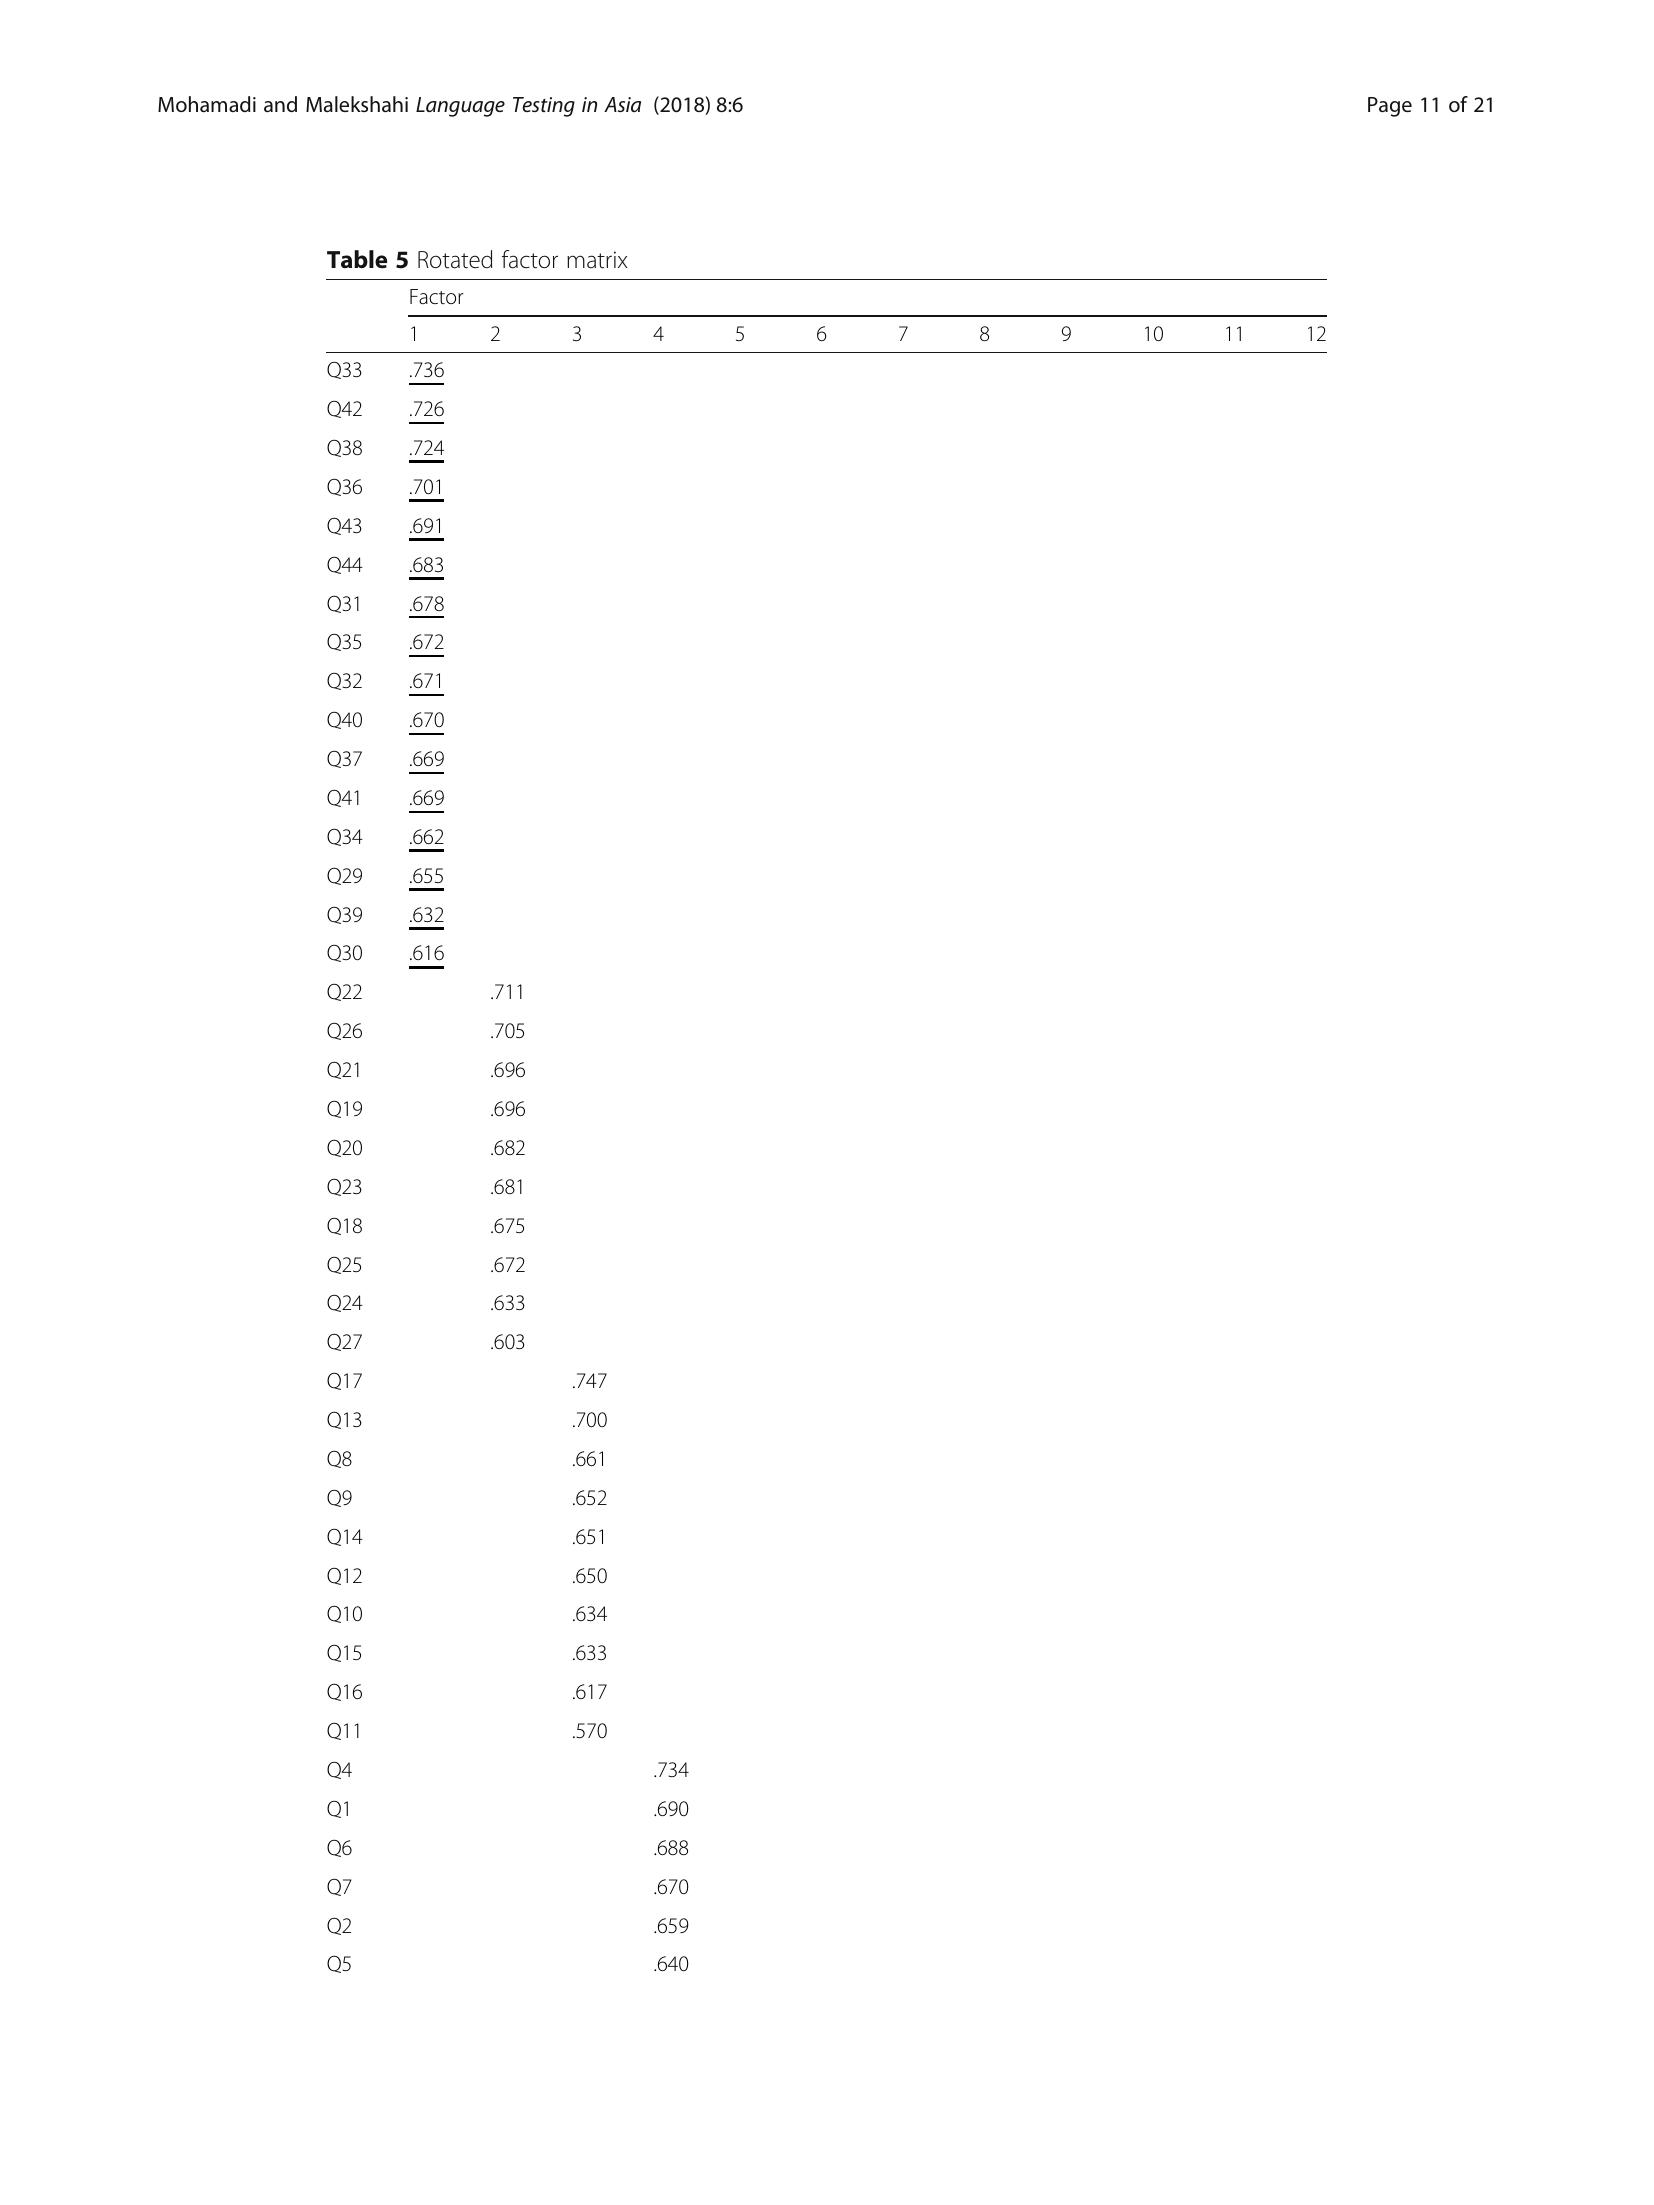 Mohamadi and Malekshahi Language Testing in Asia (2018) 8:6 Page 11 of 21
Table 5 Rotated factor matrix
Factor
1 2 3 4 5 6 7 8 9 10 11 12
Q33 .736
Q42 .726
Q38 .724
Q36 .701
Q43 .691
Q44 .683
Q31 .678
Q35 .672
Q32 .671
Q40 .670
Q37 .669
Q41 .669
Q34 .662
Q29 .655
Q39 .632
Q30 .616
Q22 .711
Q26 .705
Q21 .696
Q19 .696
Q20 .682
Q23 .681
Q18 .675
Q25 .672
Q24 .633
Q27 .603
Q17 .747
Q13 .700
Q8 .661
Q9 .652
Q14 .651
Q12 .650
Q10 .634
Q15 .633
Q16 .617
Q11 .570
Q4 .734
Q1 .690
Q6 .688
Q7 .670
Q2 .659
Q5 .640